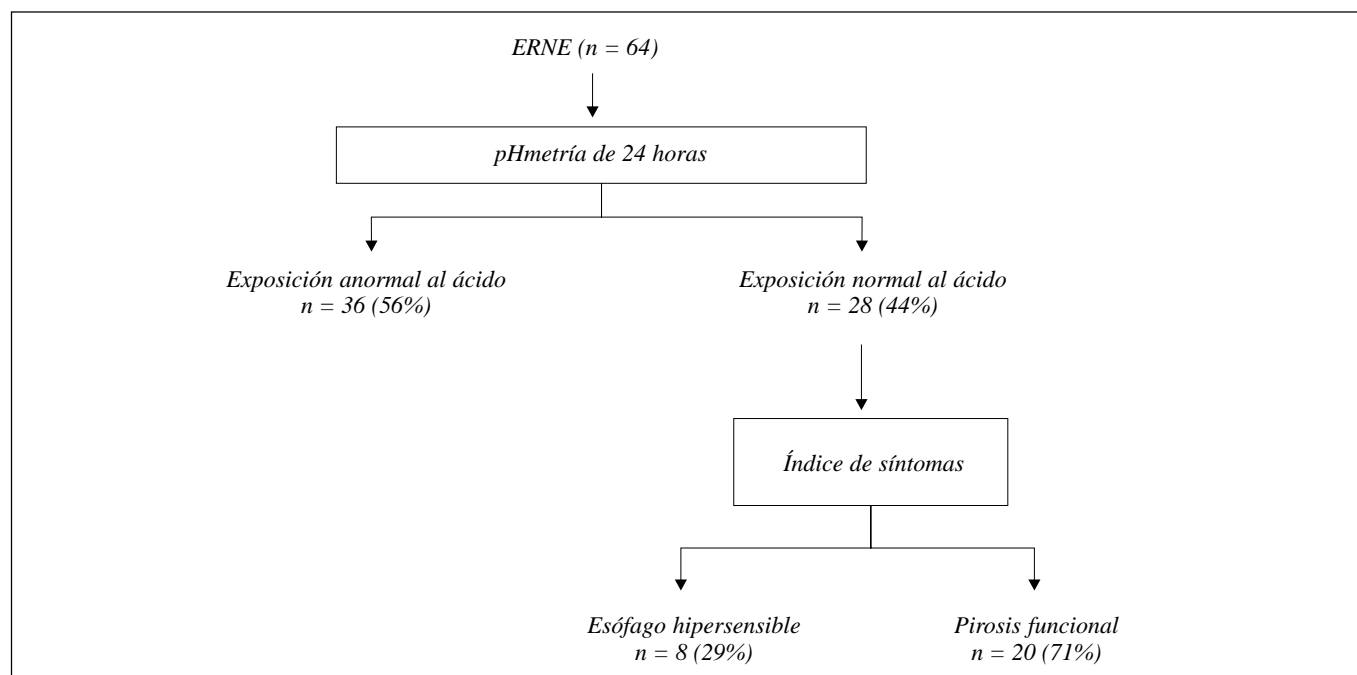 ERNE (n = 64)
pHmetría de 24 horas
Exposición anormal al ácido
n = 36 (56%)
Exposición normal al ácido
n = 28 (44%)
Índice de síntomas
Esófago hipersensible
n = 8 (29%)
Pirosis funcional
n = 20 (71%)